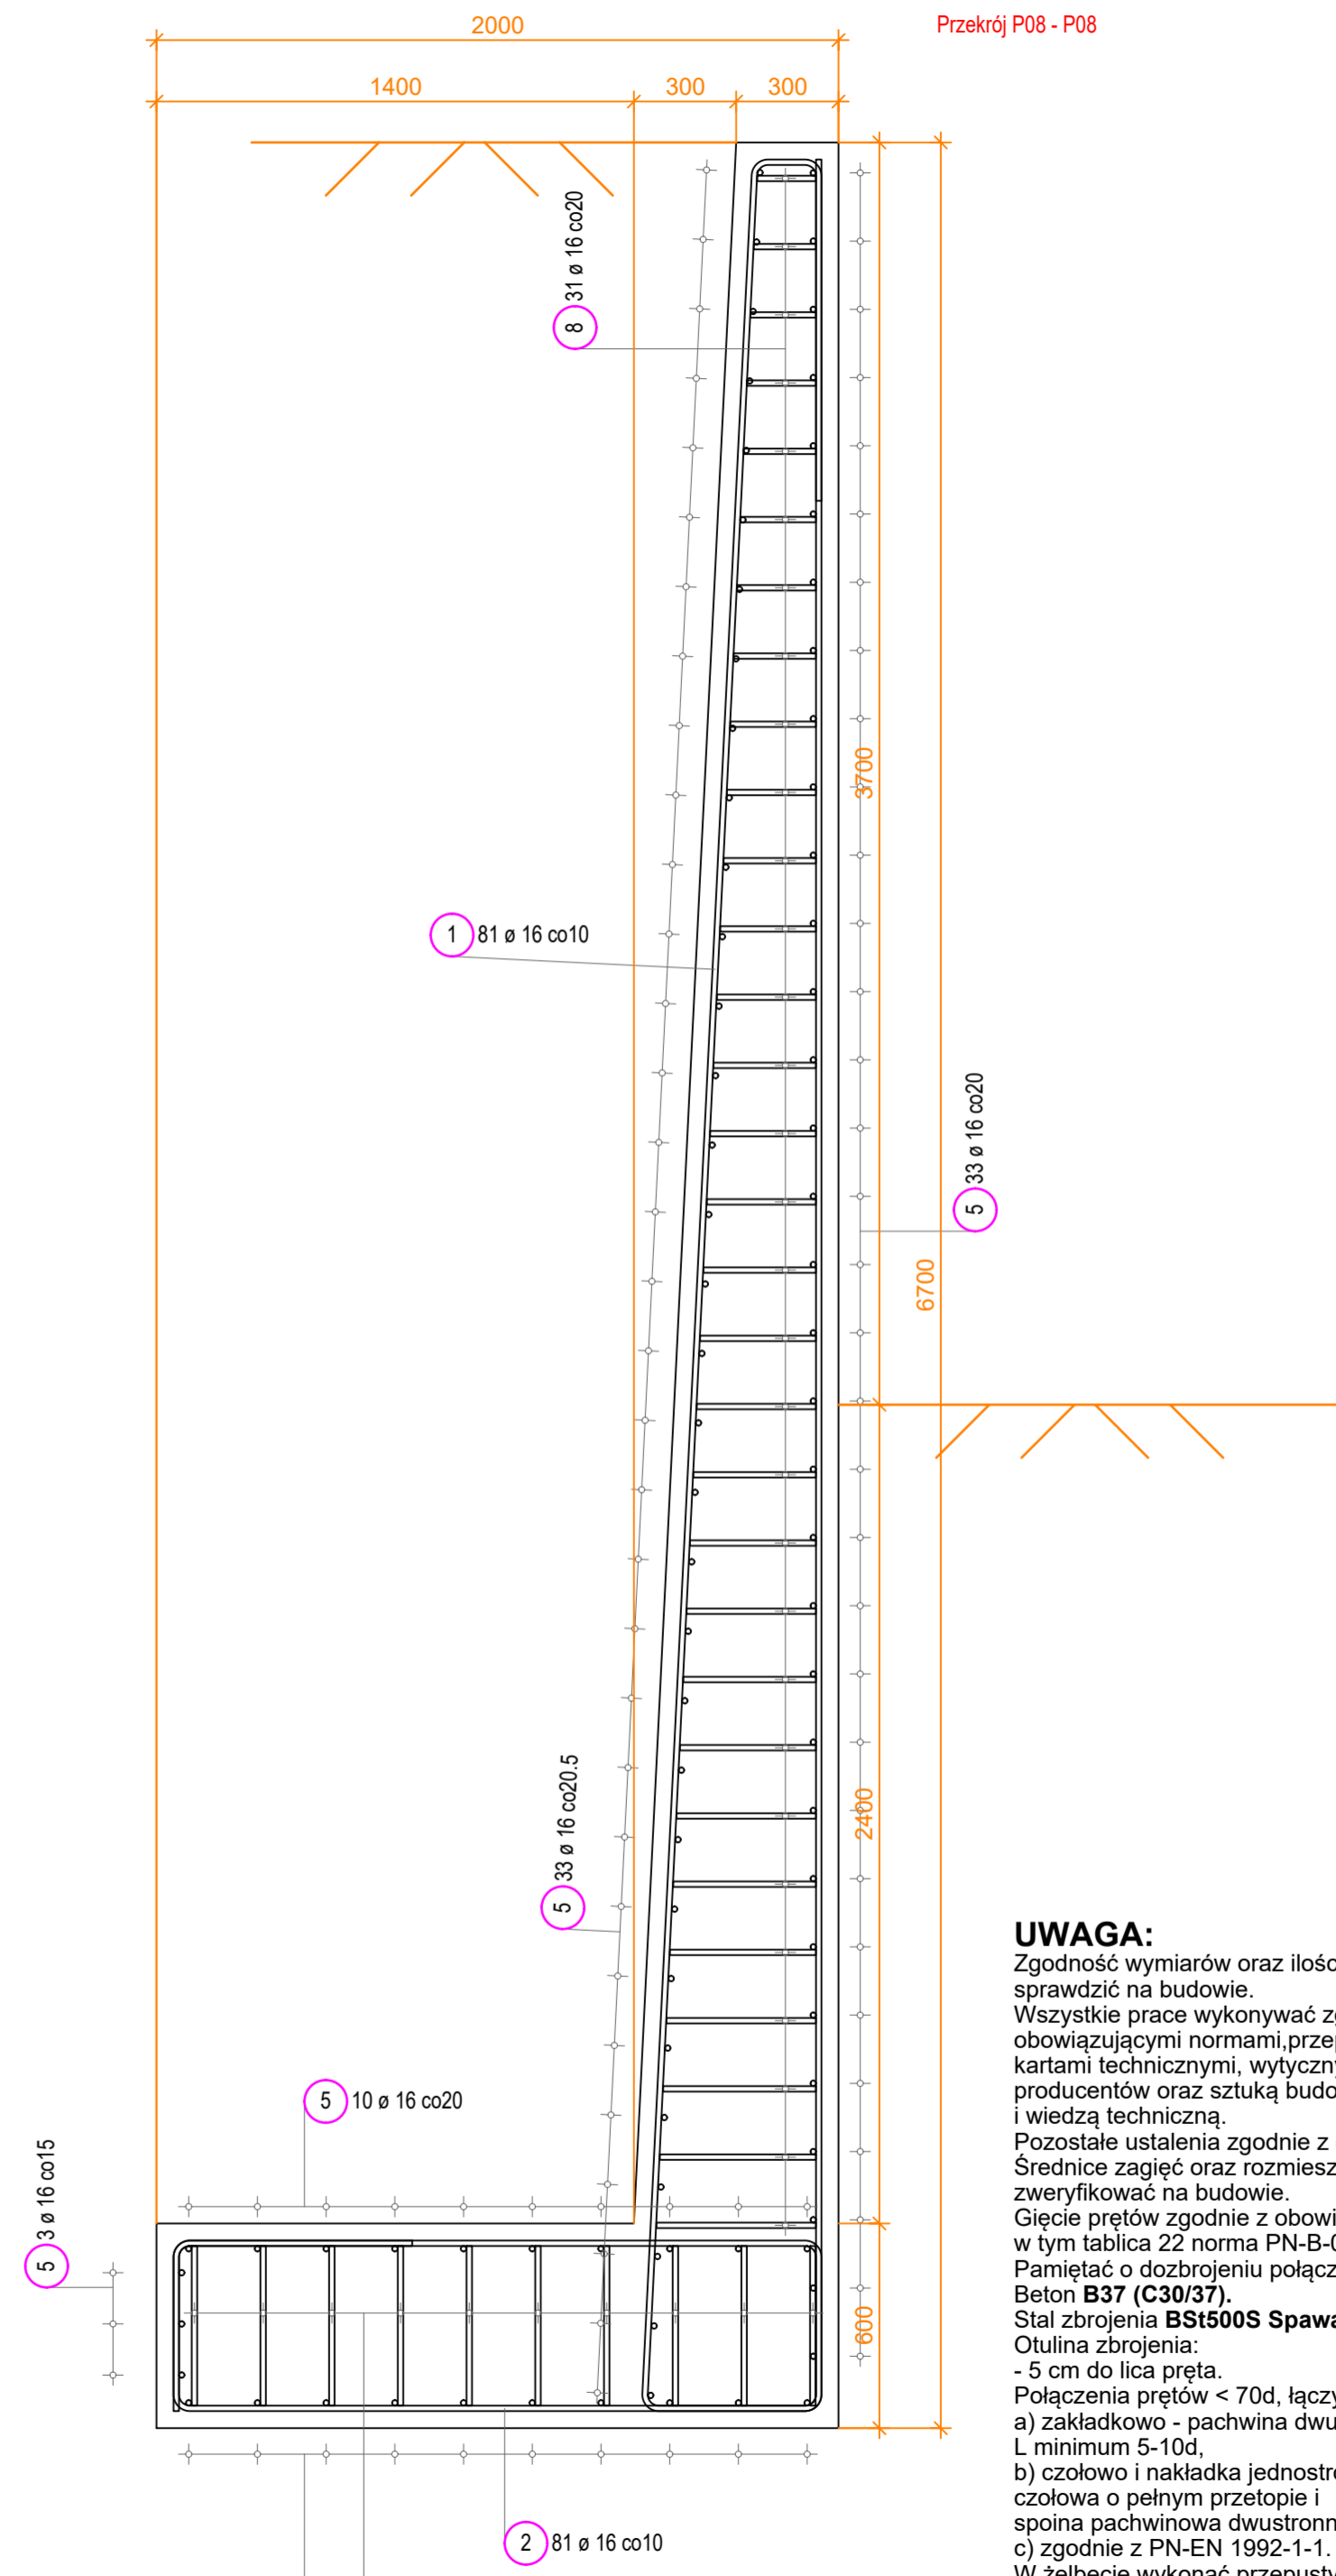 2000
Przekrój P08 - P08
1400
300
300
8 31 ø 16 co20
3700
1 81 ø 16 co10
5 33 ø 16 co20
6700
2400
5 33 ø 16 co20.5
5 10 ø 16 co20
5 3 ø 16 co15
600
2 81 ø 16 co10
UWAGA:
Zgodność wymiarów oraz ilośc
sprawdzić na budowie.
Wszystkie prace wykonywać zg
obowiązującymi normami,przep
kartami technicznymi, wytyczny
producentów oraz sztuką budo
i wiedzą techniczną.
Pozostałe ustalenia zgodnie z
Średnice zagięć oraz rozmiesz
zweryfikować na budowie.
Gięcie prętów zgodnie z obowi
w tym tablica 22 norma PN-B-0
Pamiętać o dozbrojeniu połącz
Beton B37 (C30/37).
Stal zbrojenia BSt500S Spawa
Otulina zbrojenia:
- 5 cm do lica pręta.
Połączenia prętów < 70d, łączy
a) zakładkowo - pachwina dwu
L minimum 5-10d,
b) czołowo i nakładka jednostro
czołowa o pełnym przetopie i
spoina pachwinowa dwustronn
c) zgodnie z PN-EN 1992-1-1.
W żelbecie wykonać przepusty